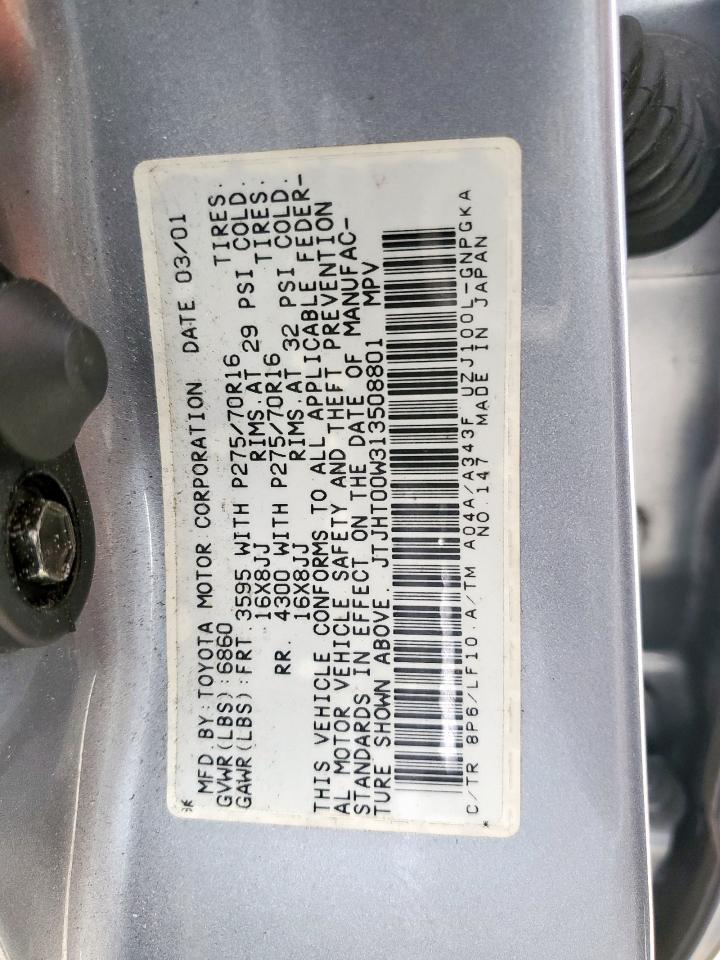 MFD.BY:TOYOTA MOTOR CORPORATION DATE 03/01
GVWR(LBS):6860
GAWR(LBS):FRT.3595 WITH P275/70R16 TIRES.
16X8JJ RIMS.AT 29 PSI COLD.
RR. 4300 WITH P275/70R16 TIRES.
16X8JJ RIMS.AT 32 PSI COLD.
THIS VEHICLE CONFORMS TO ALL APPLICABLE FEDER-
AL MOTOR VEHICLE SAFETY AND THEFT PREVENTION
STANDARDS IN EFFECT ON THE DATE OF MANUFAC-
TURE SHOWN ABOVE. JTJHT00W313508801 MPV
C/TR 8P6/LF10 A/TM A04A/A343F UZJ100L-GNPGKA
NO.147 MADE IN JAPAN